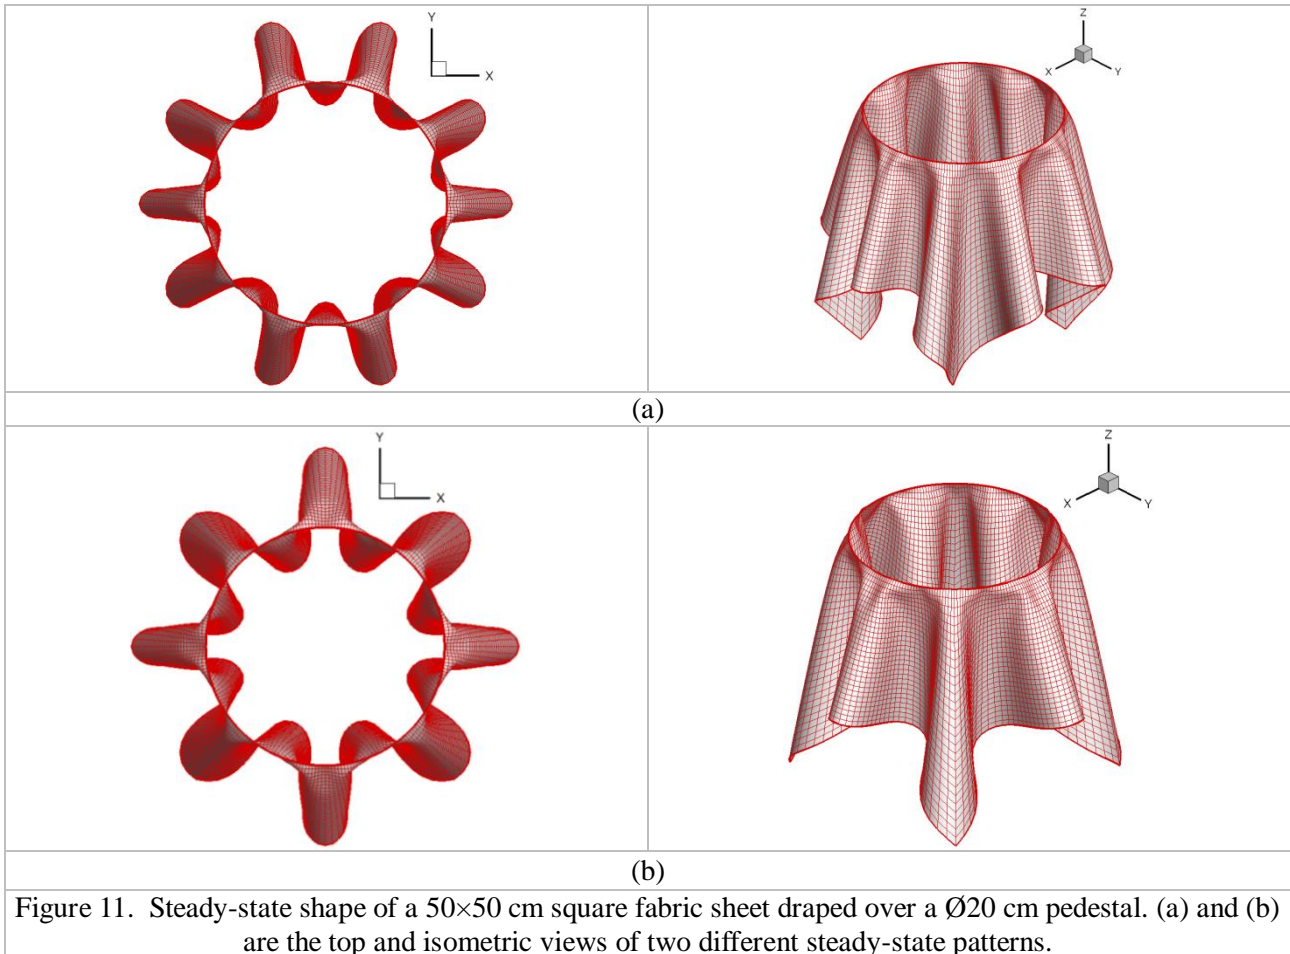 Y
X
Z
X
Y
(a)
Y
X
Z
X
Y
(b)
Figure 11.  Steady-state shape of a 50×50 cm square fabric sheet draped over a Ø20 cm pedestal. (a) and (b)
are the top and isometric views of two different steady-state patterns.